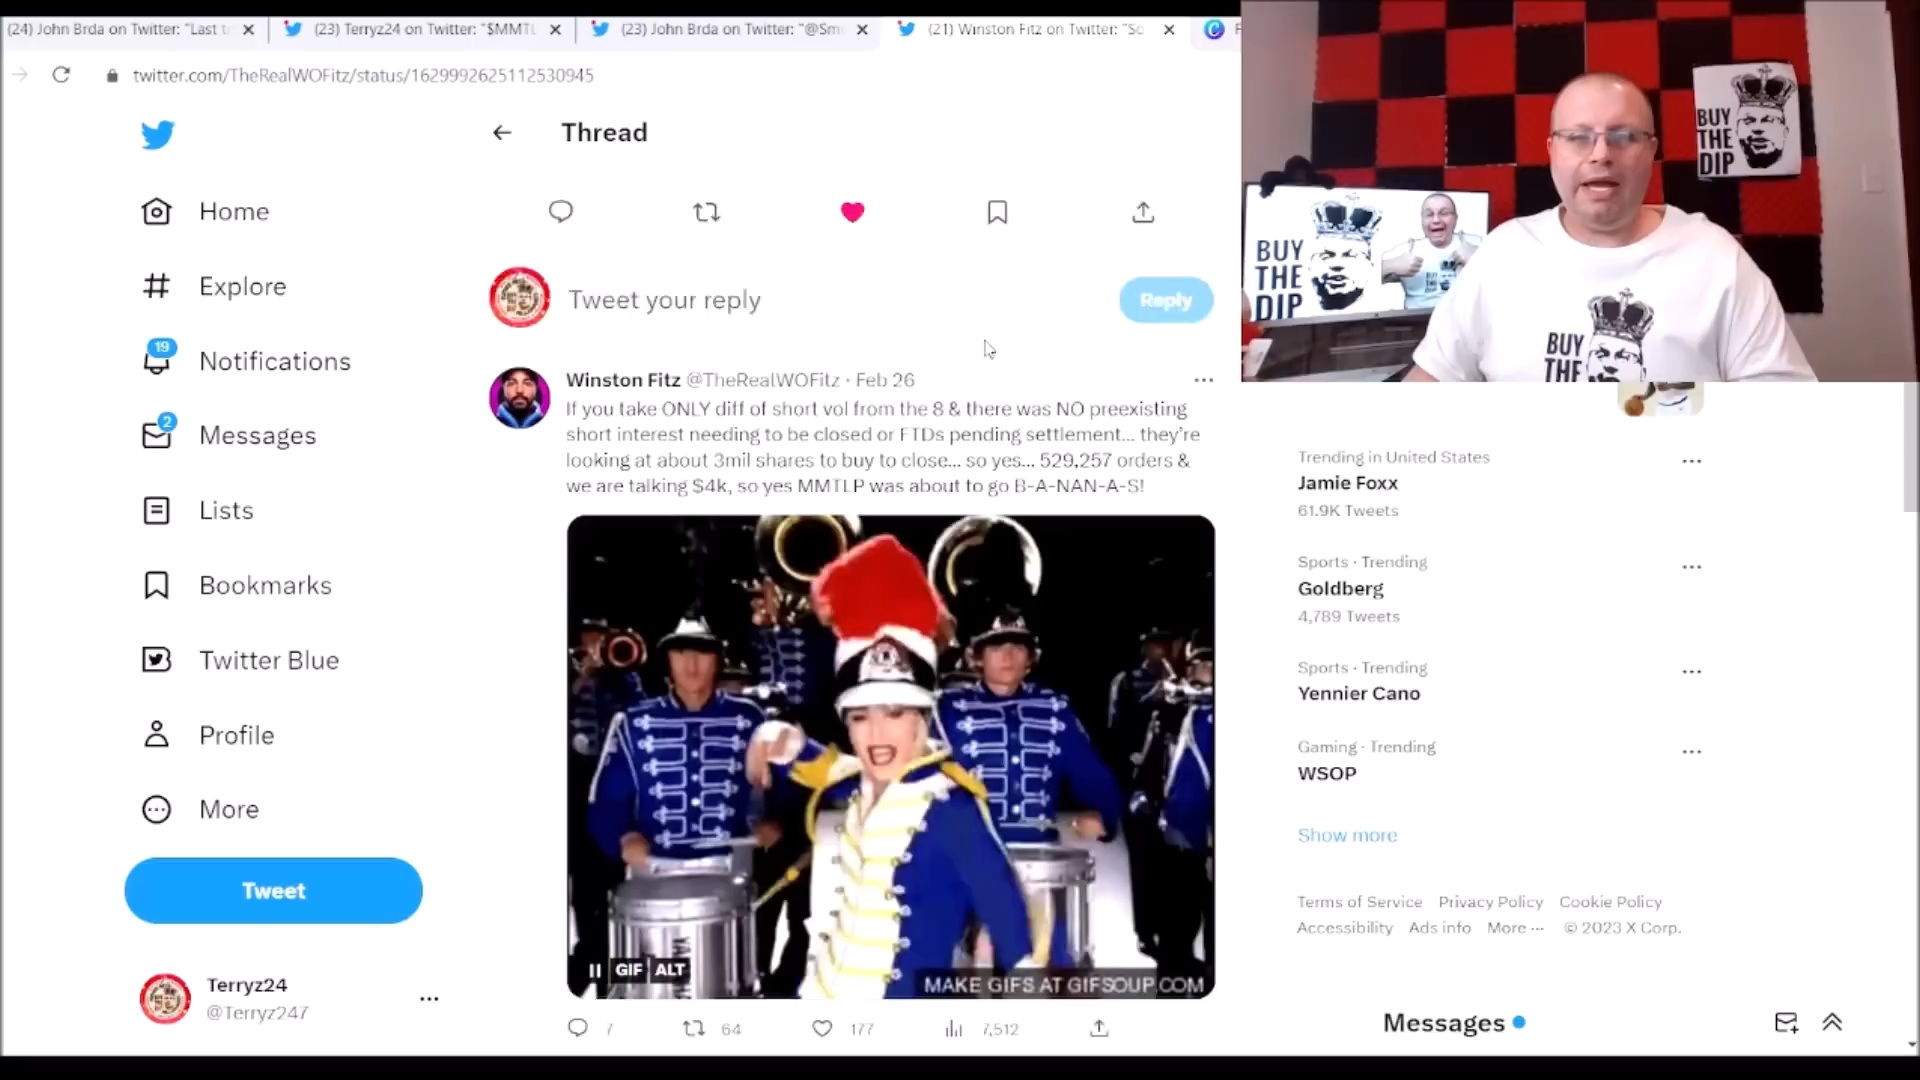 (24) John Brda on Twitter: "Last t
(23) Terryz24 on Twitter: "$MMTL
(23) John Brda on Twitter: "@Sm
(21) Winston Fitz on Twitter: "So
twitter.com/TheRealWOFitz/status/1629992625112530945
Thread
Home
Explore
19
Notifications
2
Messages
Lists
Bookmarks
Twitter Blue
Profile
More
Tweet
Terryz24
@Terryz247
Tweet your reply
Reply
Winston Fitz @TheRealWOFitz · Feb 26
If you take ONLY diff of short vol from the 8 & there was NO preexisting
short interest needing to be closed or FTDs pending settlement... they're
looking at about 3mil shares to buy to close... so yes... 529,257 orders &
we are talking $4k, so yes MMTLP was about to go B-A-NAN-A-S!
GIF ALT
MAKE GIFS AT GIFSOUP.COM
7 64 177 7,512
BUY
THE
DIP
BUY
THE
DIP
BUY
THE
Trending in United States
Jamie Foxx
61.9K Tweets
Sports · Trending
Goldberg
4,789 Tweets
Sports · Trending
Yennier Cano
Gaming · Trending
WSOP
Show more
Terms of Service Privacy Policy Cookie Policy
Accessibility Ads info More ··· © 2023 X Corp.
Messages